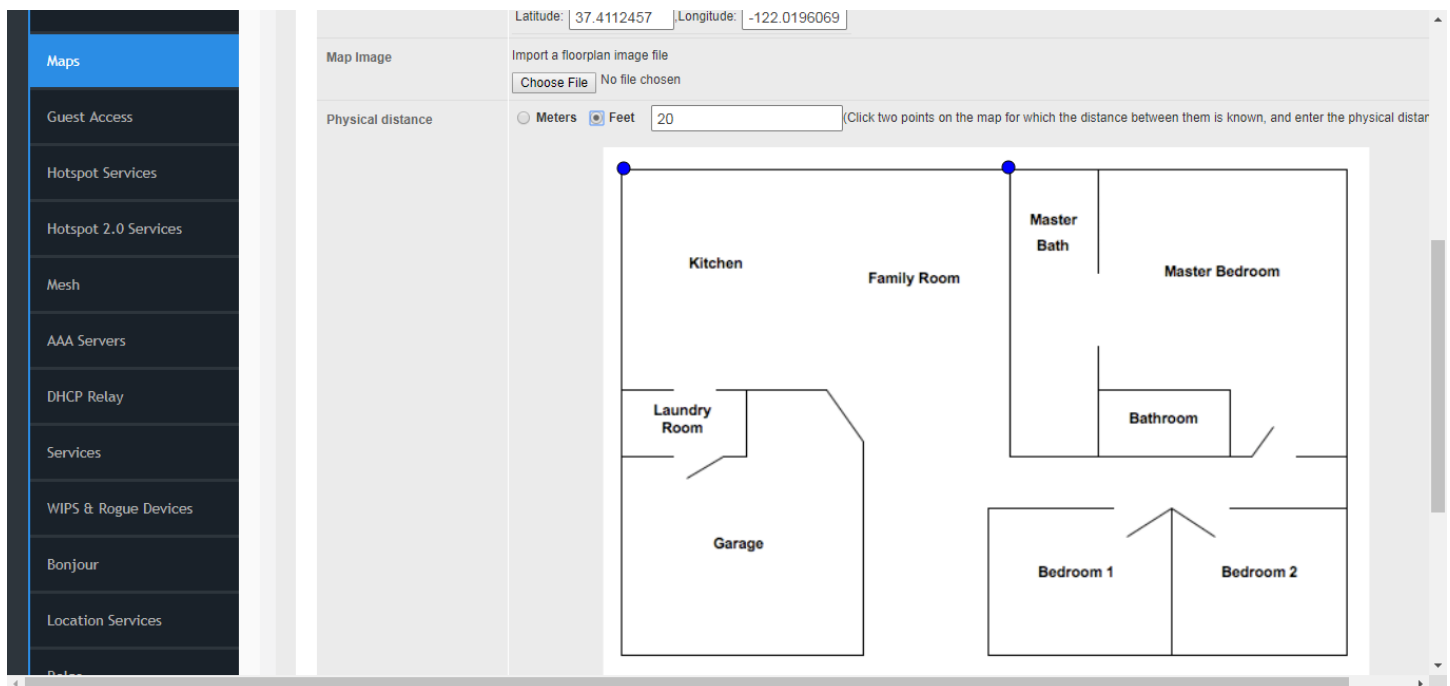 Latitude: 37.4112457 ,Longitude: -122.0196069
Maps
Map Image
Import a floorplan image file
Choose File No file chosen
Guest Access
Physical distance
Meters Feet 20 (Click two points on the map for which the distance between them is known, and enter the physical
Hotspot Services
Hotspot 2.0 Services
Mesh
AAA Servers
DHCP Relay
Services
WIPS & Rogue Devices
Bonjour
Location Services
Master
Bath
Kitchen
Family Room
Master Bedroom
Laundry
Room
Bathroom
Garage
Bedroom 1
Bedroom 2